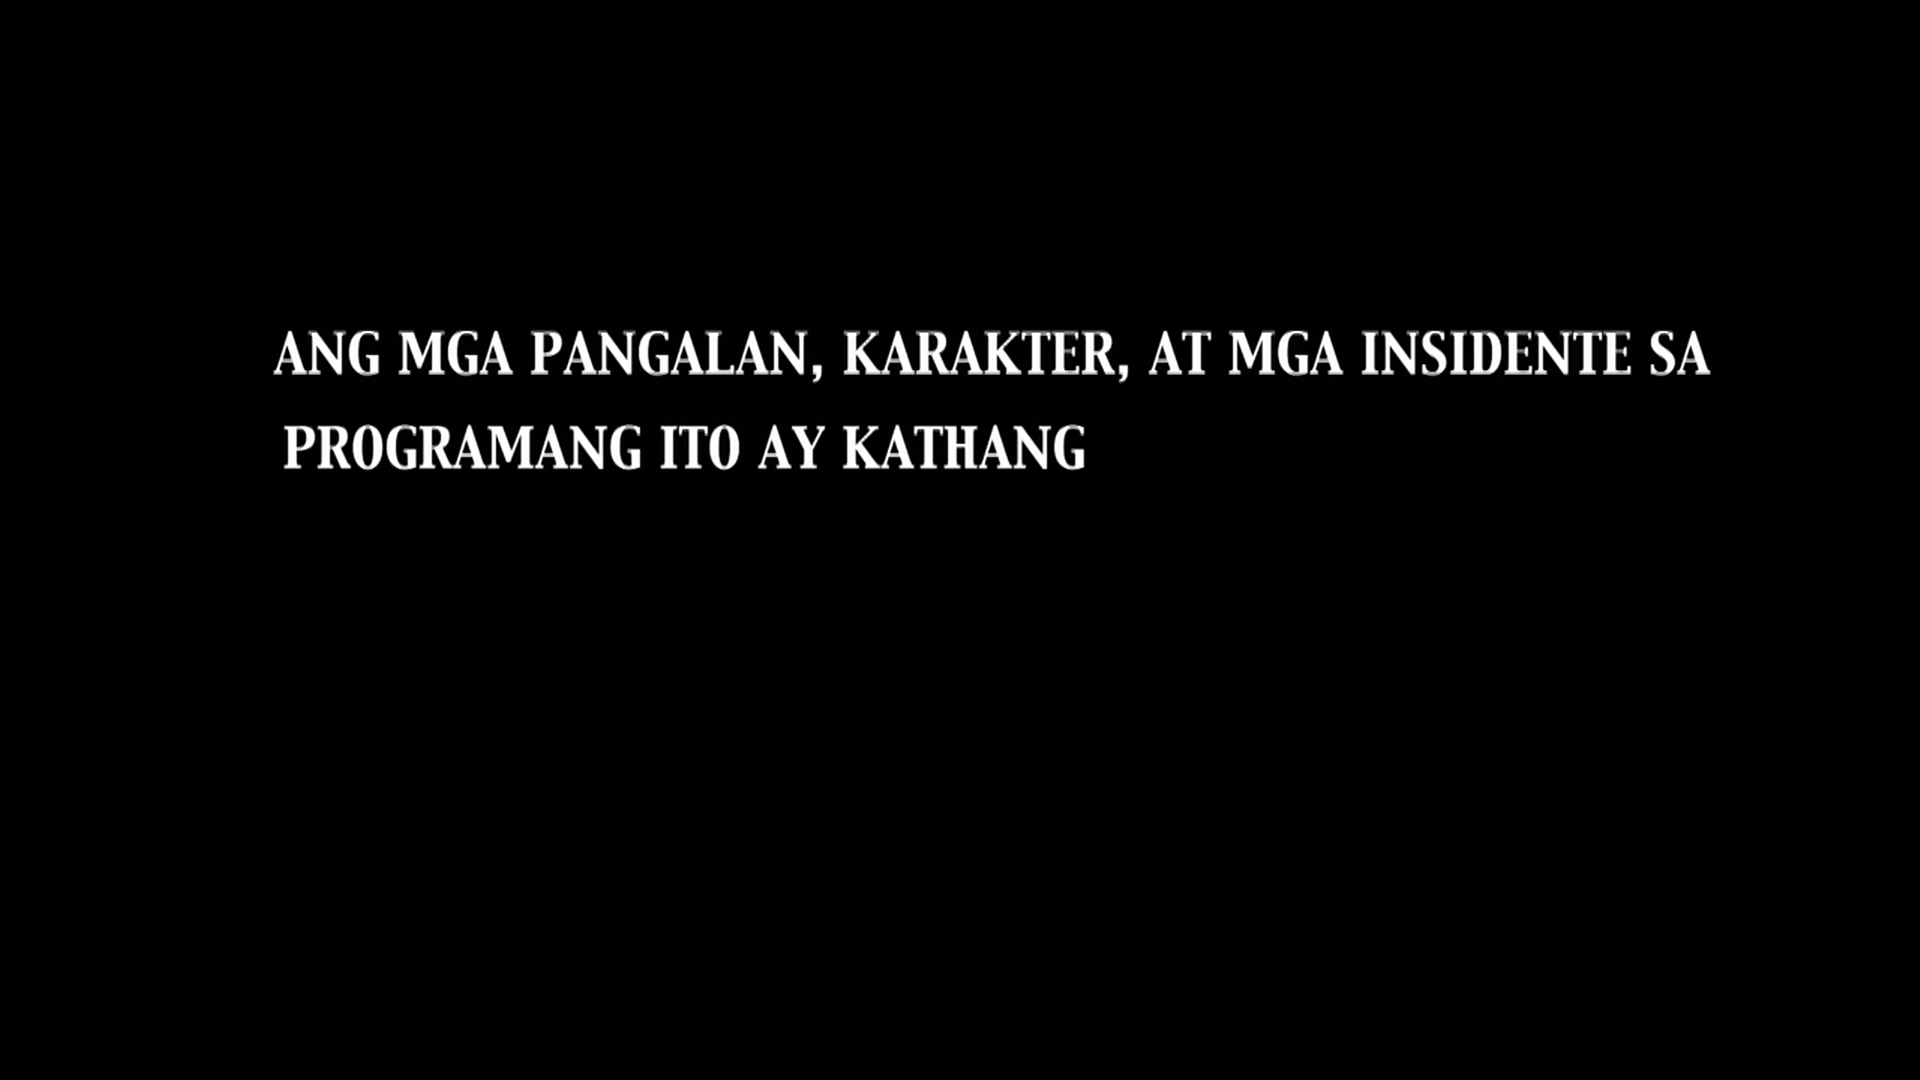 ANG MGA PANGALAN, KARAKTER, AT MGA INSIDENTE SA
PROGRAMANG ITO AY KATHANG